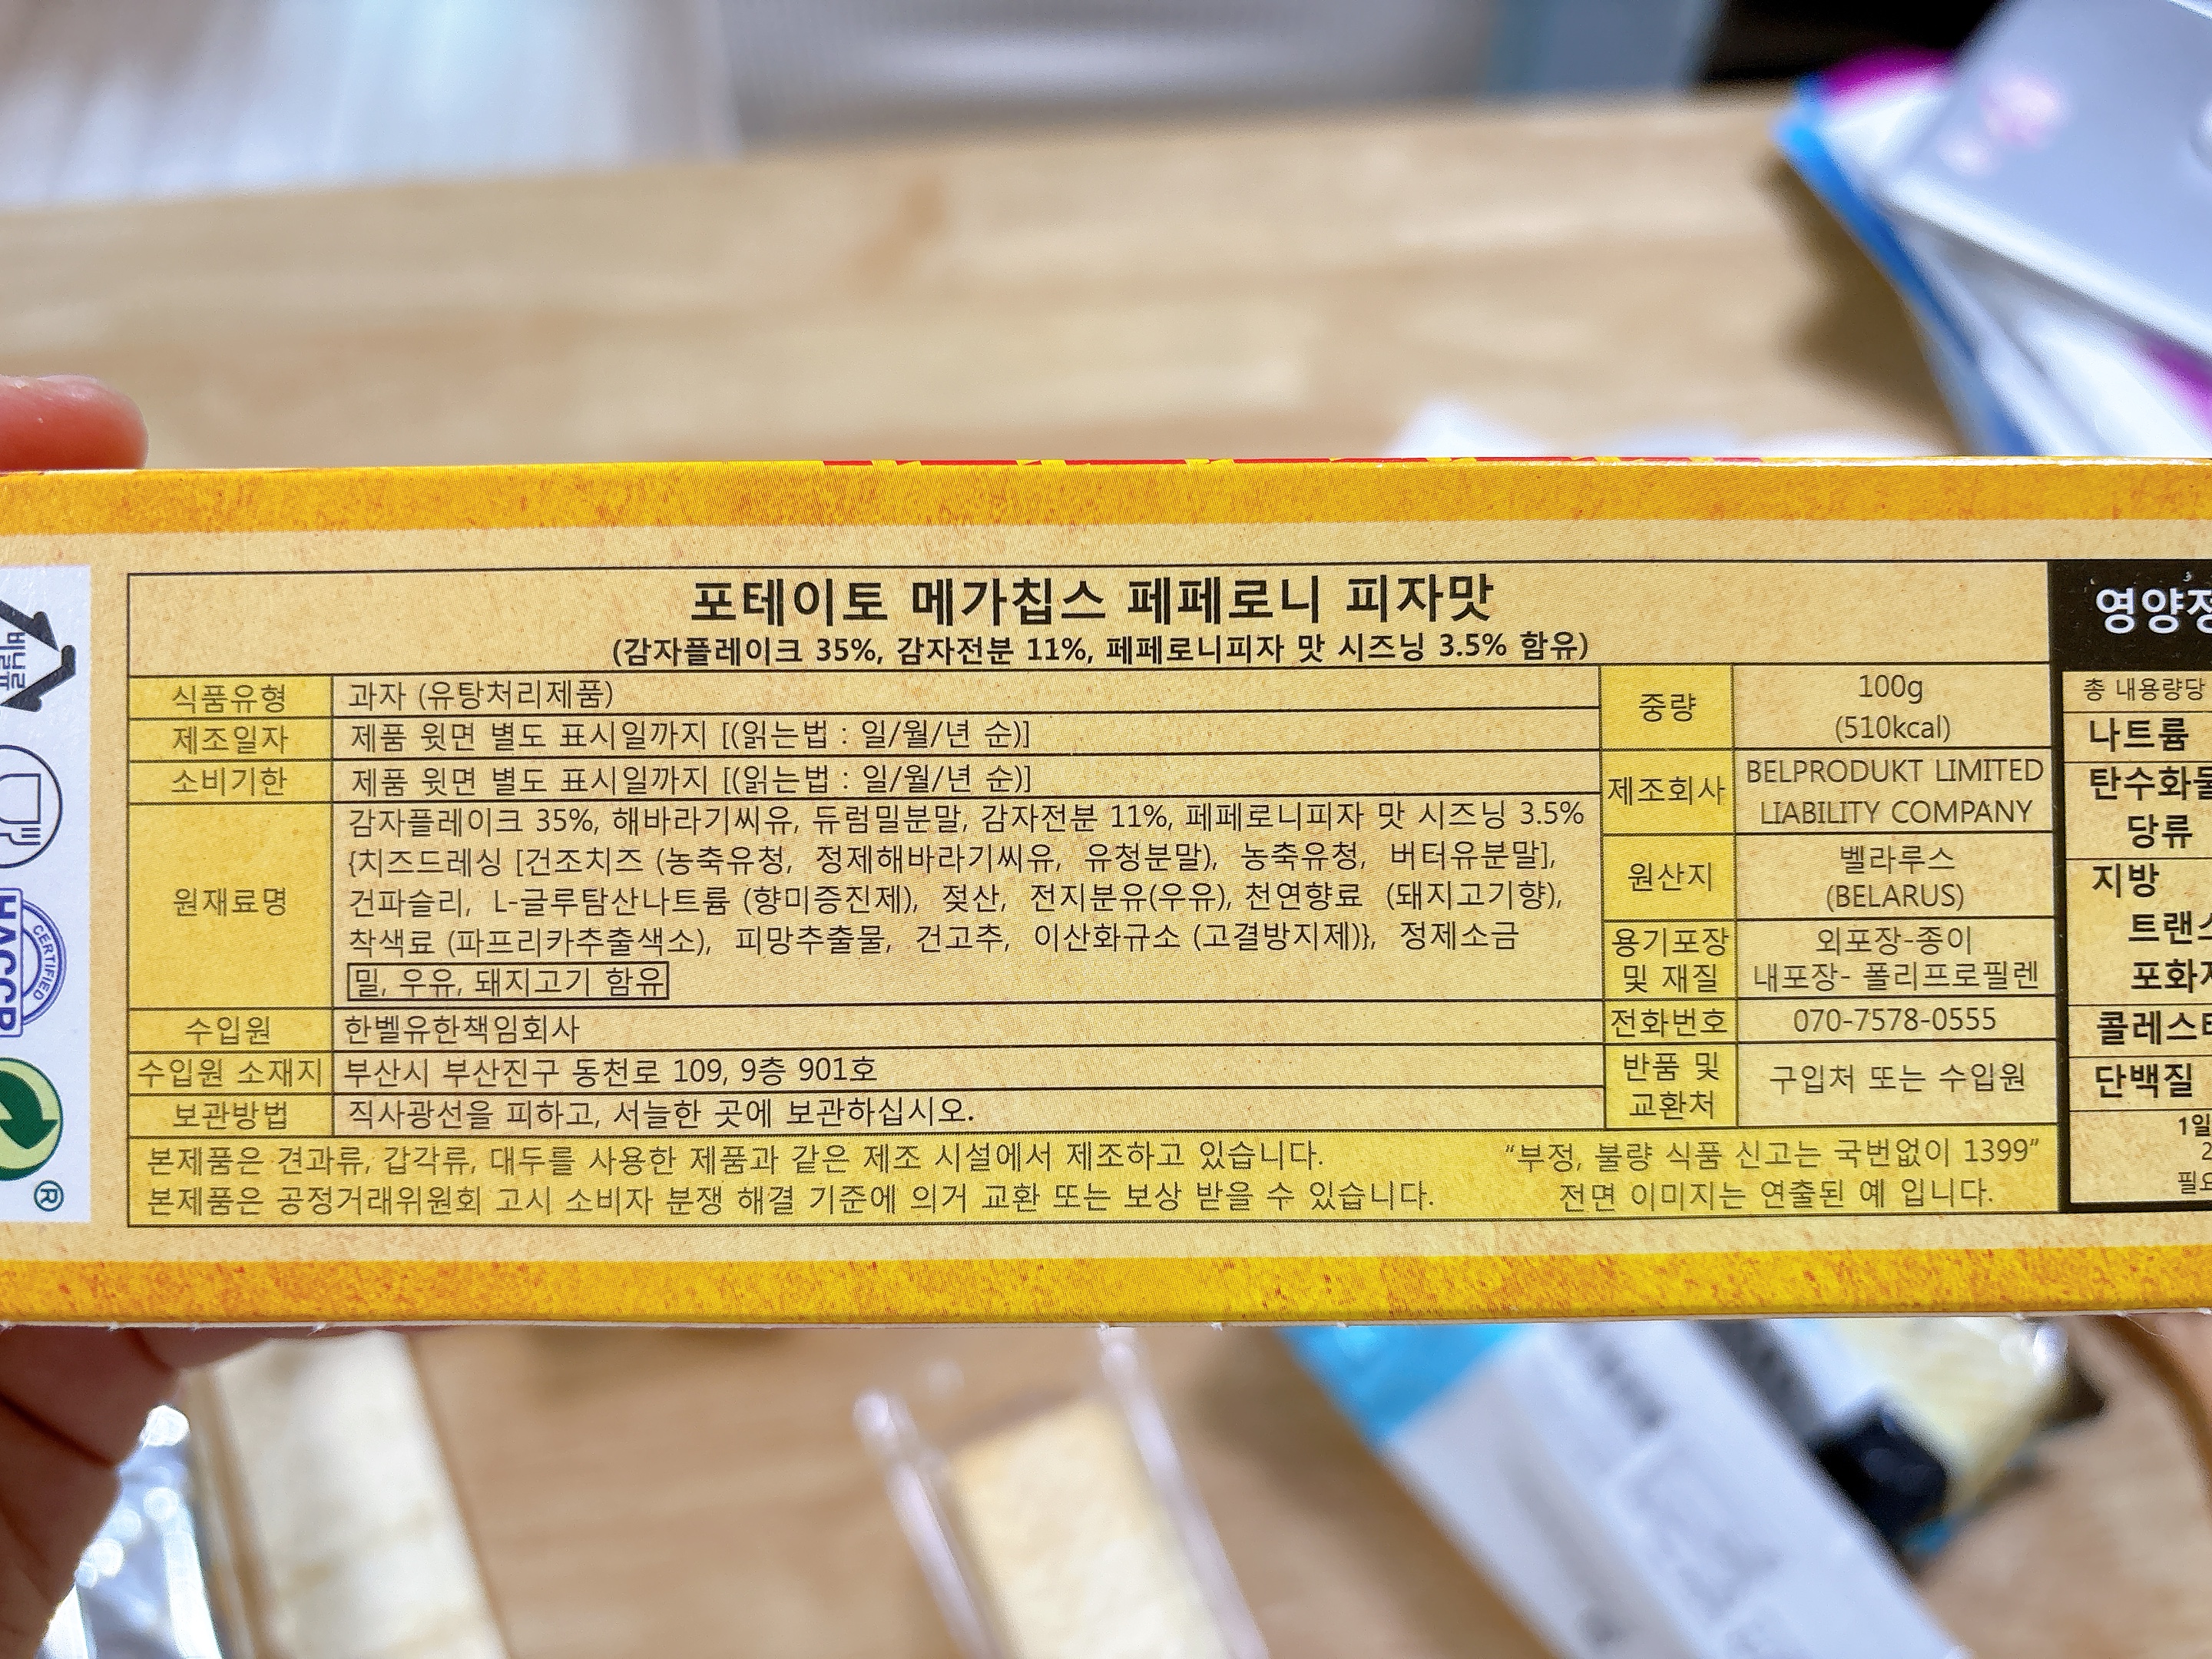 포테이토 메가칩스 페페로니 피자맛
(감자플레이크 35%, 감자전분 11%, 페페로니피자 맛 시즈닝 3.5% 함유)
식품유형 과자 (유탕처리제품)
제조일자 제품 윗면 별도 표시일까지 [(읽는법 : 일/월/년 순)]
소비기한 제품 윗면 별도 표시일까지 [(읽는법 : 일/월/년 순)]
원재료명
감자플레이크 35%, 해바라기씨유, 듀럼밀분말, 감자전분 11%, 페페로니피자 맛 시즈닝 3.5%
{치즈드레싱 [건조치즈 (농축유청, 정제해바라기씨유, 유청분말), 농축유청, 버터유분말],
건파슬리, L-글루탐산나트륨 (향미증진제), 젖산, 전지분유(우유), 천연향료 (돼지고기향),
착색료 (파프리카추출색소), 피망추출물, 건고추, 이산화규소 (고결방지제)}, 정제소금
밀, 우유, 돼지고기 함유
수입원 한벨유한책임회사
수입원 소재지 부산시 부산진구 동천로 109, 9층 901호
보관방법 직사광선을 피하고, 서늘한 곳에 보관하십시오.
중량
100g
(510kcal)
제조회사
BELPRODUKT LIMITED
LIABILITY COMPANY
원산지
벨라루스
(BELARUS)
용기포장
및 재질
외포장-종이
내포장- 폴리프로필렌
전화번호 070-7578-0555
반품 및
교환처
구입처 또는 수입원
본제품은 견과류, 갑각류, 대두를 사용한 제품과 같은 제조 시설에서 제조하고 있습니다.
본제품은 공정거래위원회 고시 소비자 분쟁 해결 기준에 의거 교환 또는 보상 받을 수 있습니다.
"부정, 불량 식품 신고는 국번없이 1399"
전면 이미지는 연출된 예 입니다.
영양정
총 내용량당
나트륨
탄수화물
당류
지방
트랜스
포화지
콜레스테
단백질
1일
2
필요
HACCP
CERTIFIED
®